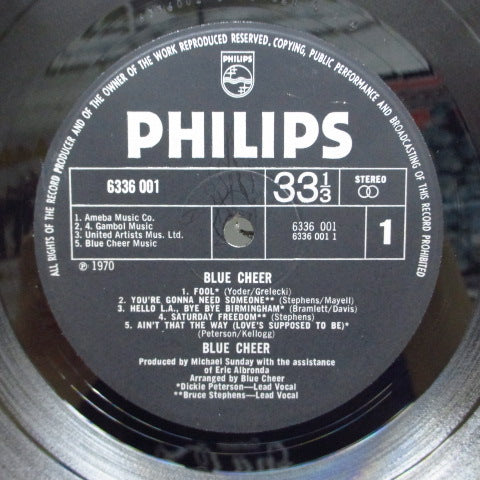 ALL RIGHTS OF THE RECORD PRODUCER AND OF THE OWNER OF THE WORK REPRODUCED RESERVED. COPYING, PUBLIC PERFORMANCE AND BROADCASTING OF THIS RECORD PROHIBITED
PHILIPS
PHILIPS
6336 001
33 1/3
STEREO
1. Ameba Music Co.
2, 4. Gambol Music
3. United Artists Mus. Ltd.
5. Blue Cheer Music
6336 001
6336 001 1
1
Ⓟ 1970
BLUE CHEER
1. FOOL* (Yoder/Grelecki)
2. YOU'RE GONNA NEED SOMEONE** (Stephens/Mayell)
3. HELLO L.A., BYE BYE BIRMINGHAM* (Bramlett/Davis)
4. SATURDAY FREEDOM** (Stephens)
5. AIN'T THAT THE WAY (LOVE'S SUPPOSED TO BE)*
(Peterson/Kellogg)
BLUE CHEER
Produced by Michael Sunday with the assistance
of Eric Albronda
Arranged by Blue Cheer
*Dickie Peterson—Lead Vocal
**Bruce Stephens—Lead Vocal